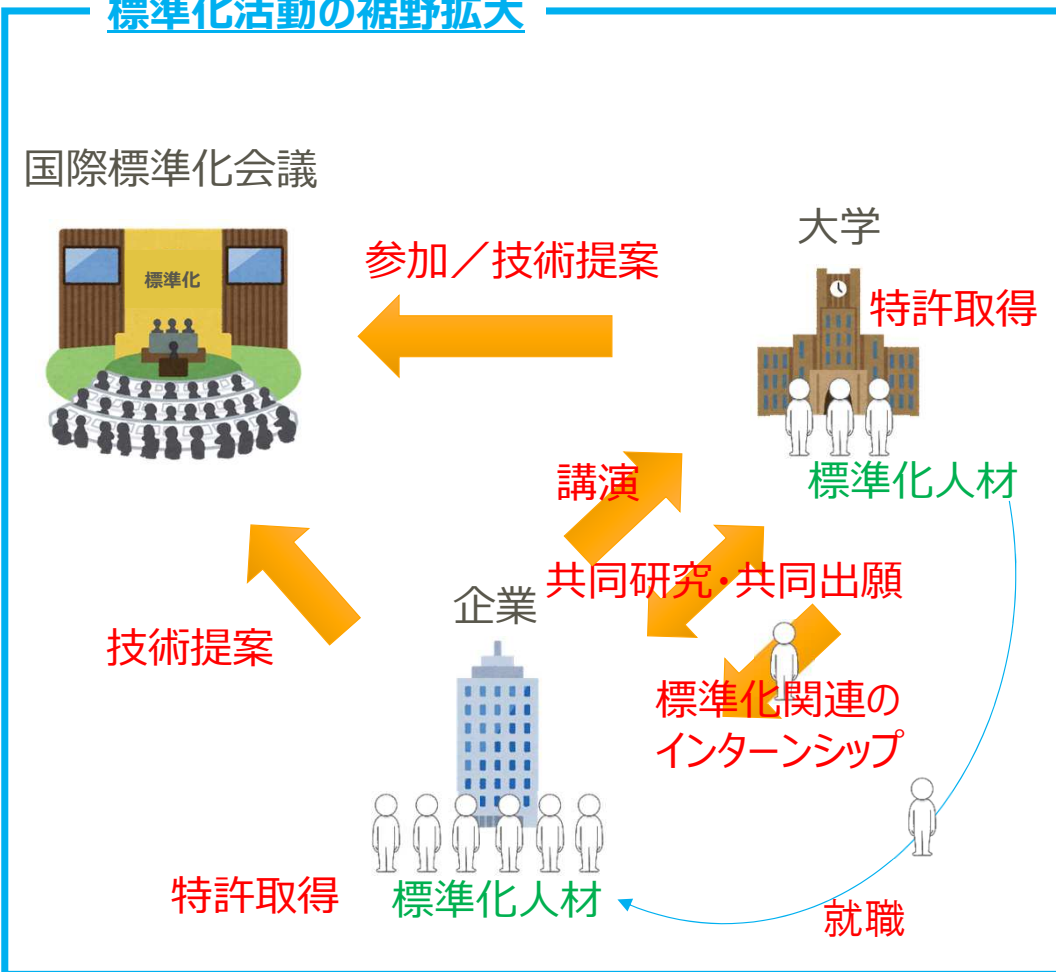 標準化活動の裾野拡大
国際標準化会議
標準化
参加／技術提案
大学
特許取得
標準化人材
講演
共同研究・共同出願
企業
技術提案
標準化関連の
インターンシップ
特許取得
標準化人材
就職